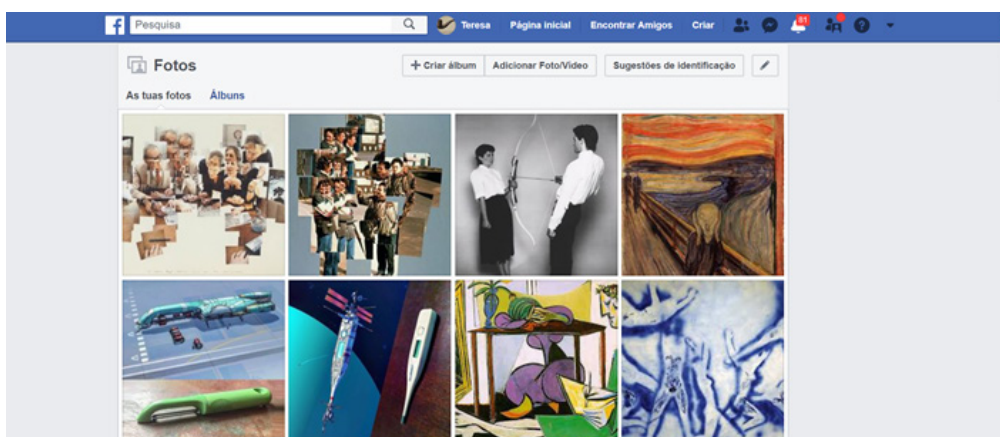 f Pesquisa Teresa Página inicial Encontrar Amigos Criar 81
Fotos + Criar álbum Adicionar Foto/Vídeo Sugestões de identificação
As tuas fotos Álbuns